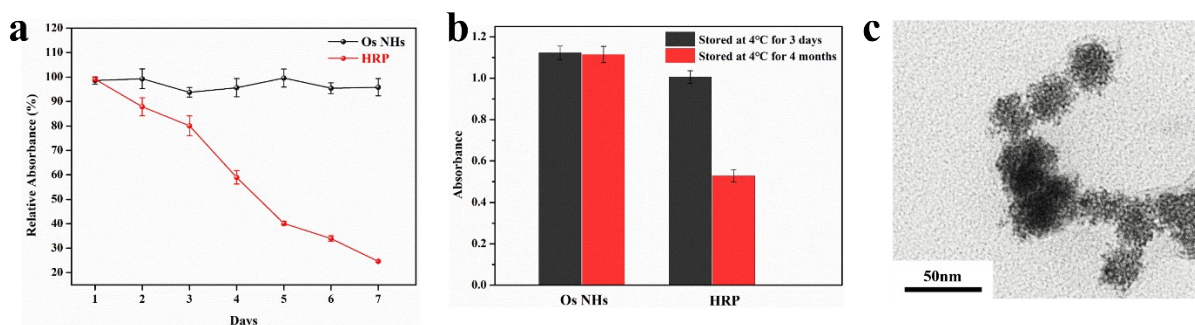 a
Relative Absorbance (%)
120
110
100
90
80
70
60
50
40
30
20
1
2
3
4
5
6
7
Days
Os NHs
HRP
b
Absorbance
1.2
1.0
0.8
0.6
0.4
0.2
0.0
Stored at 4°C for 3 days
Stored at 4°C for 4 months
Os NHs
HRP
c
50nm